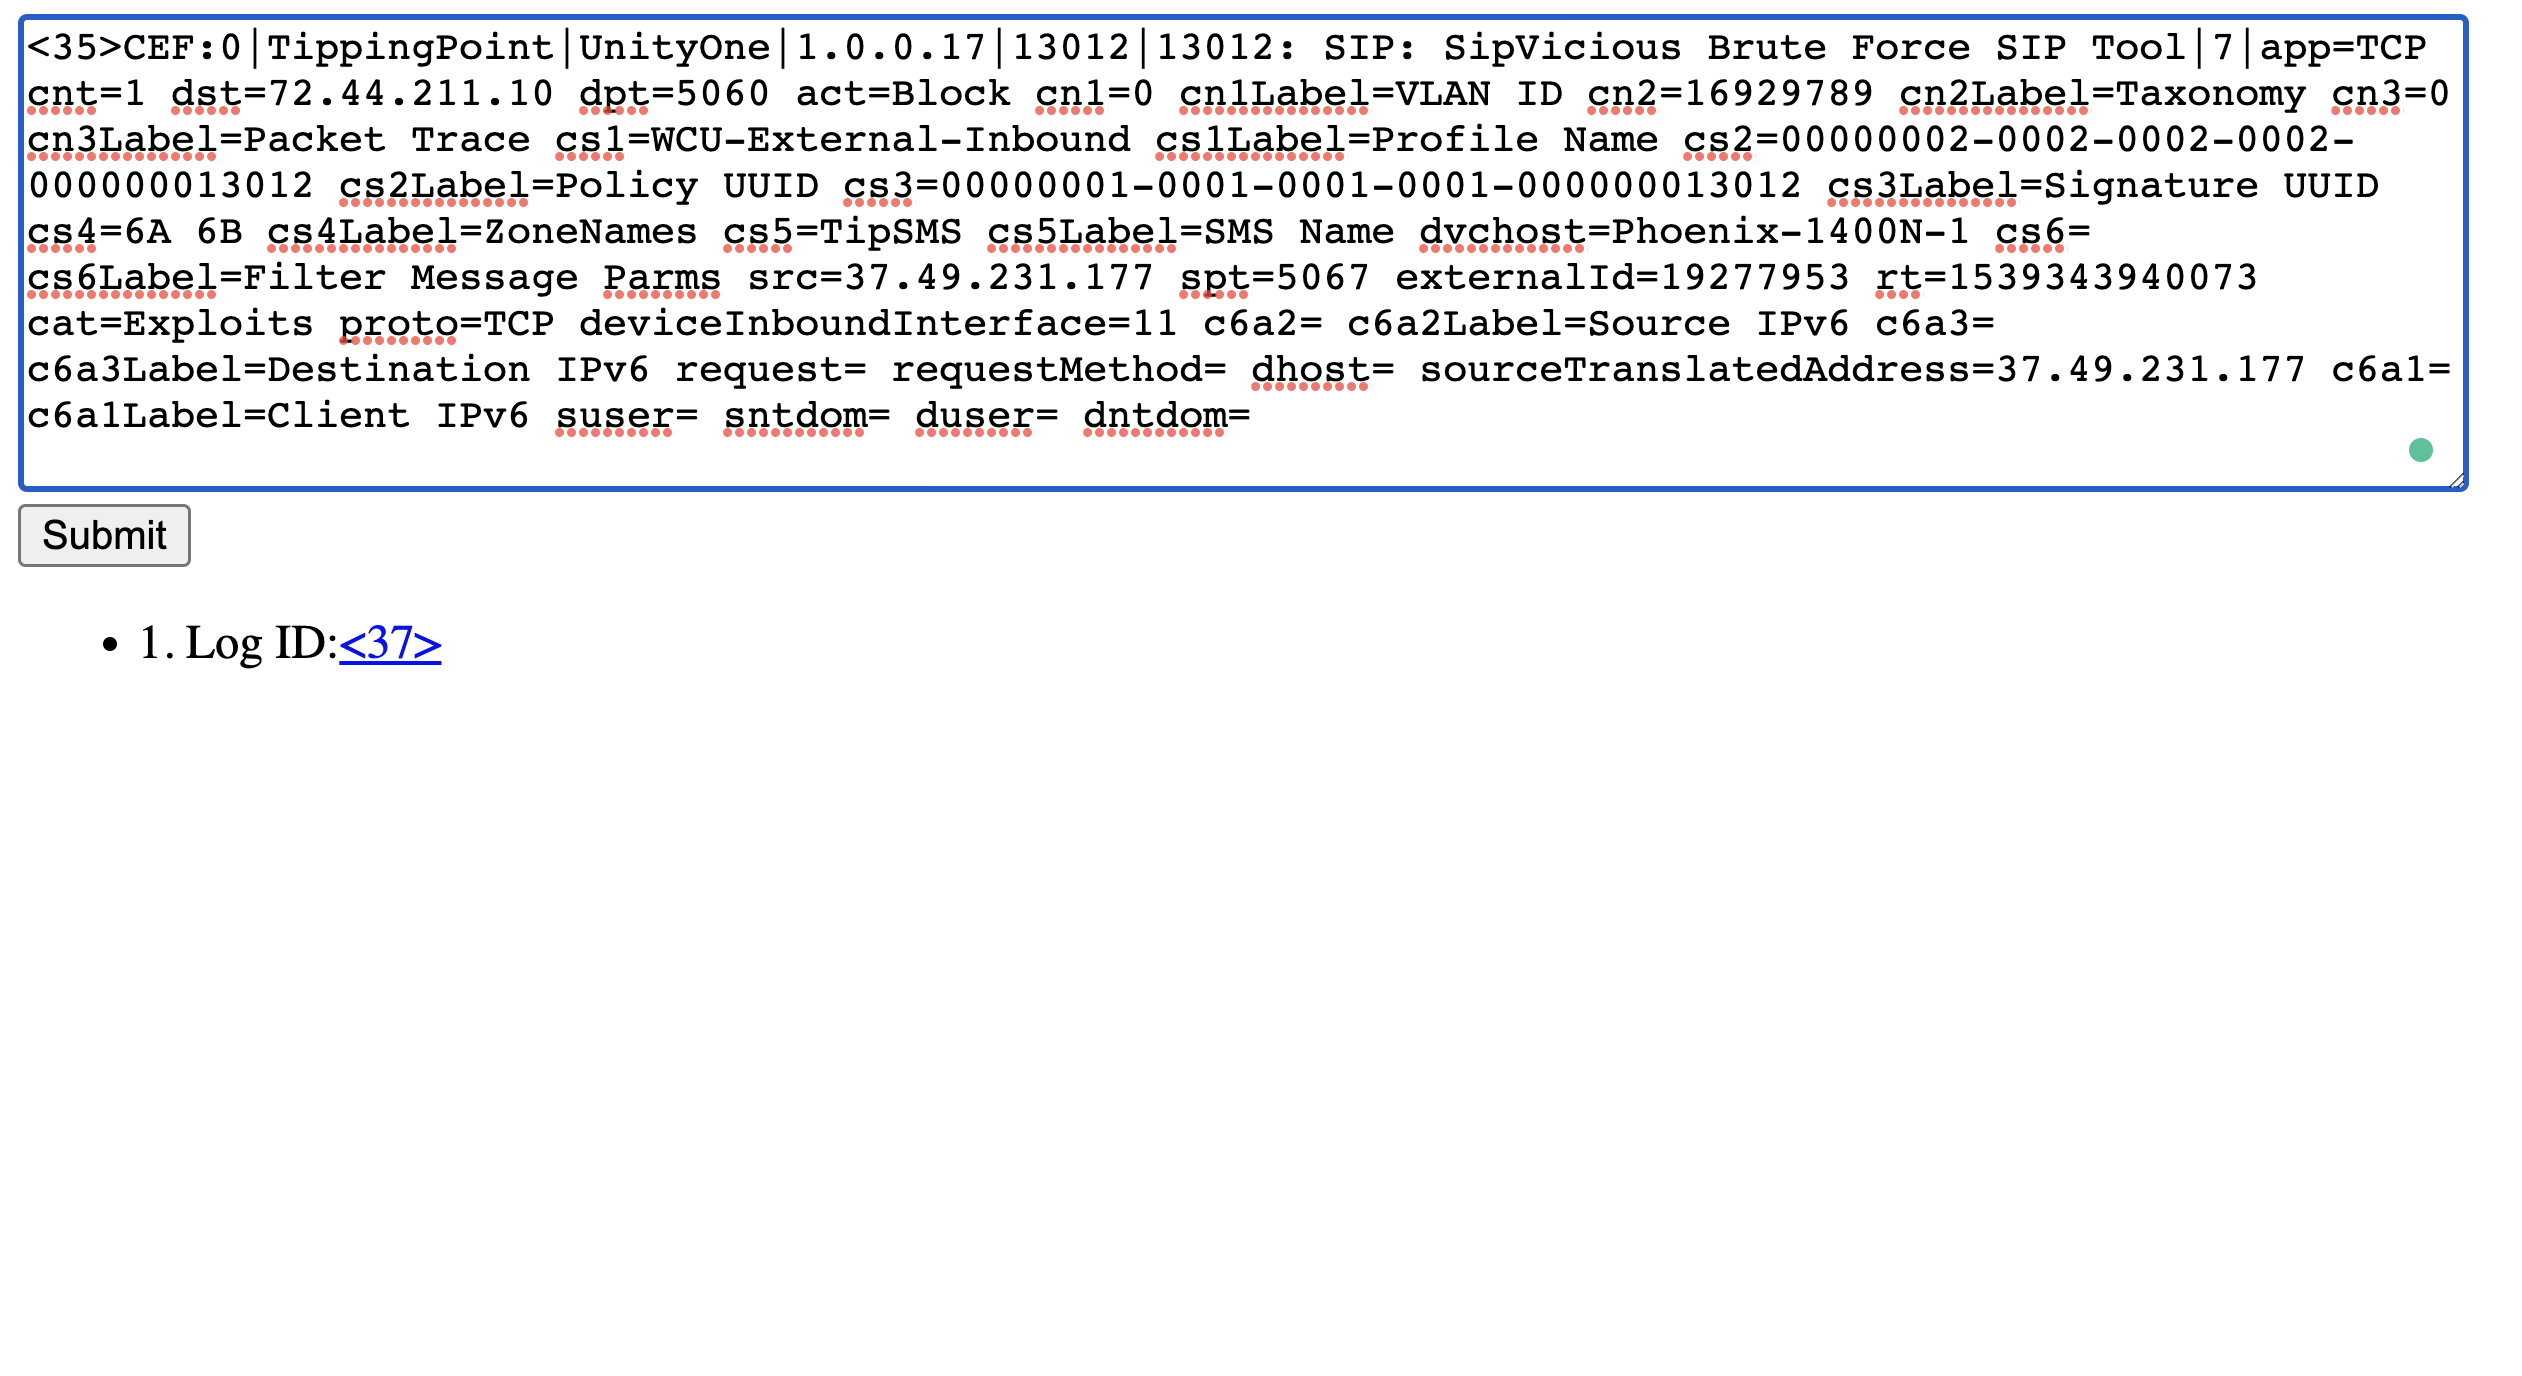 <35>CEF:0|TippingPoint|UnityOne|1.0.0.17|13012|13012: SIP: SipVicious Brute Force SIP Tool|7|app=TCP
cnt=1 dst=72.44.211.10 dpt=5060 act=Block cn1=0 cn1Label=VLAN ID cn2=16929789 cn2Label=Taxonomy cn3=0
cn3Label=Packet Trace cs1=WCU-External-Inbound cs1Label=Profile Name cs2=00000002-0002-0002-0002-
000000013012 cs2Label=Policy UUID cs3=00000001-0001-0001-0001-000000013012 cs3Label=Signature UUID
cs4=6A 6B cs4Label=ZoneNames cs5=TipSMS cs5Label=SMS Name dvchost=Phoenix-1400N-1 cs6=
cs6Label=Filter Message Parms src=37.49.231.177 spt=5067 externalId=19277953 rt=1539343940073
cat=Exploits proto=TCP deviceInboundInterface=11 c6a2= c6a2Label=Source IPv6 c6a3=
c6a3Label=Destination IPv6 request= requestMethod= dhost= sourceTranslatedAddress=37.49.231.177 c6a1=
c6a1Label=Client IPv6 suser= sntdom= duser= dntdom=
Submit
• 1. Log ID:<37>